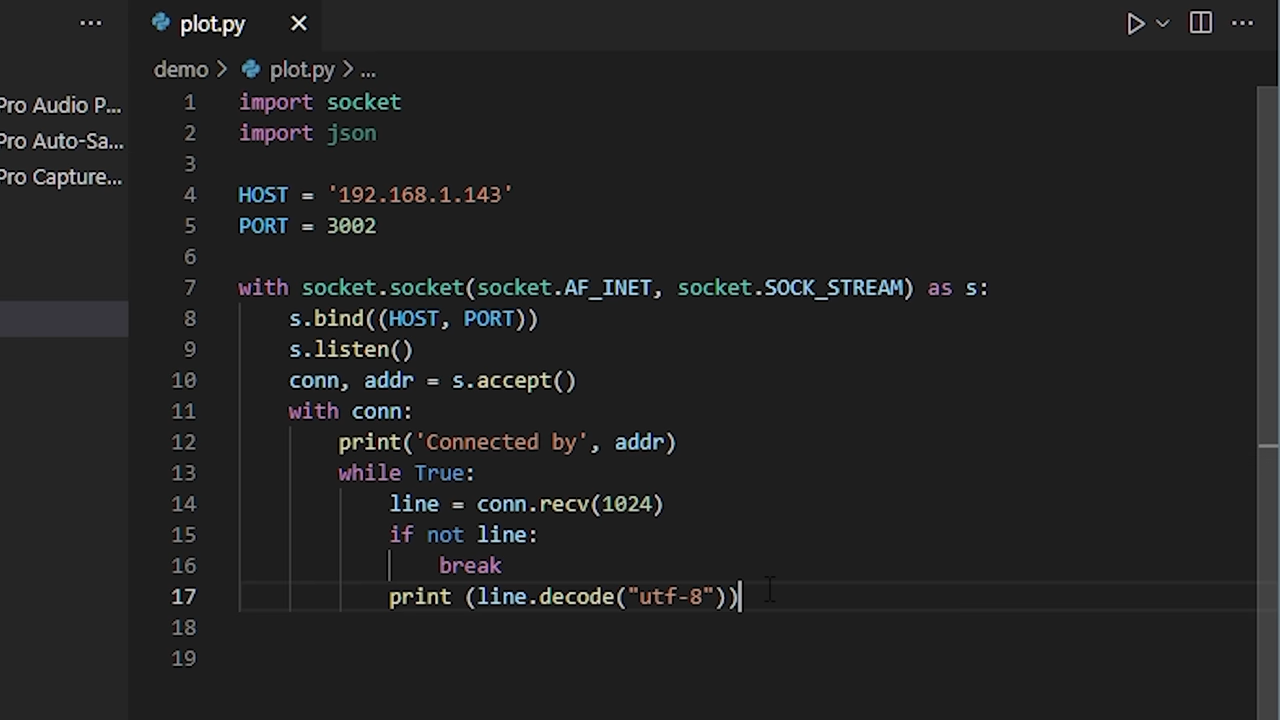 ... plot.py ×
demo > plot.py > ...
Pro Audio P...
Pro Auto-Sa...
Pro Capture...
1 import socket
2 import json
3
4 HOST = '192.168.1.143'
5 PORT = 3002
6
7 with socket.socket(socket.AF_INET, socket.SOCK_STREAM) as s:
8     s.bind((HOST, PORT))
9     s.listen()
10     conn, addr = s.accept()
11     with conn:
12         print('Connected by', addr)
13         while True:
14             line = conn.recv(1024)
15             if not line:
16                 break
17             print (line.decode("utf-8"))
18
19